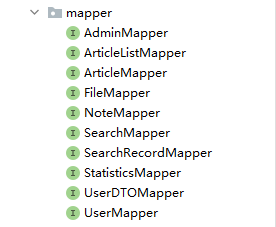 mapper
AdminMapper
ArticleListMapper
ArticleMapper
FileMapper
NoteMapper
SearchMapper
SearchRecordMapper
StatisticsMapper
UserDTOMapper
UserMapper